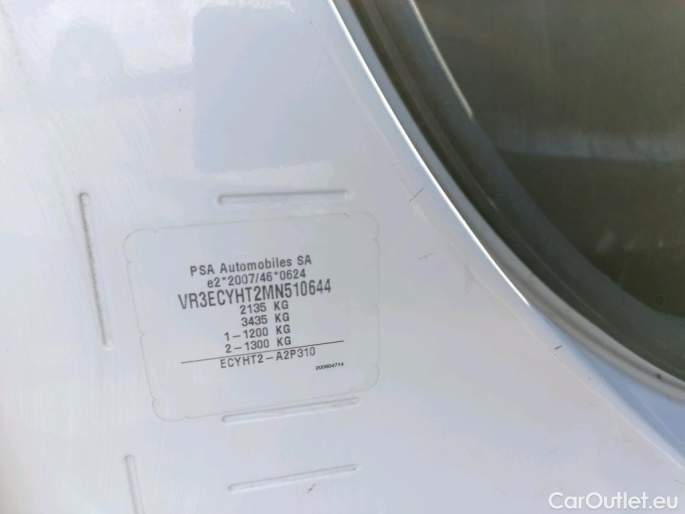 PSA Automobiles SA
e2*2007/46*0624
VR3ECYHT2MN510644
2135 KG
3435 KG
1-1200 KG
2-1300 KG
ECYHT2-A2P310
CarOutlet.eu